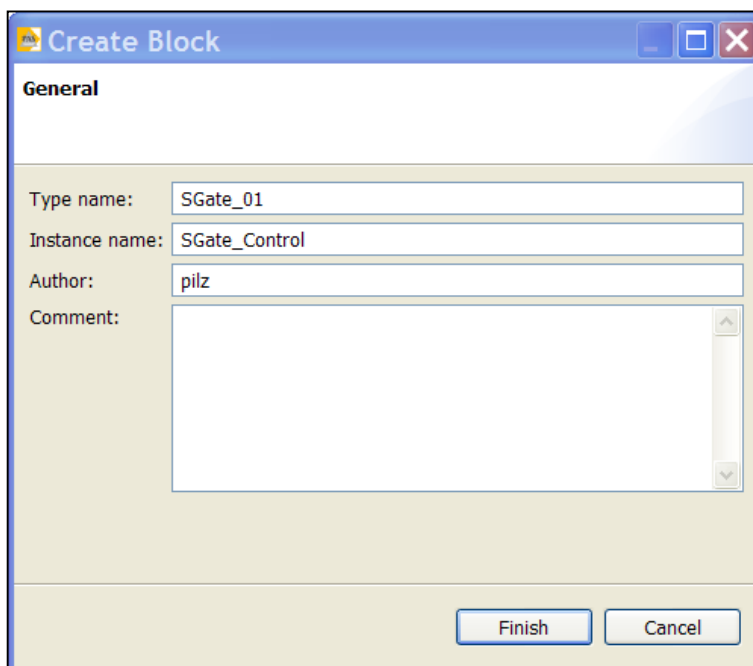 Create Block
General
Type name: SGate_01
Instance name: SGate_Control
Author: pilz
Comment:
Finish Cancel